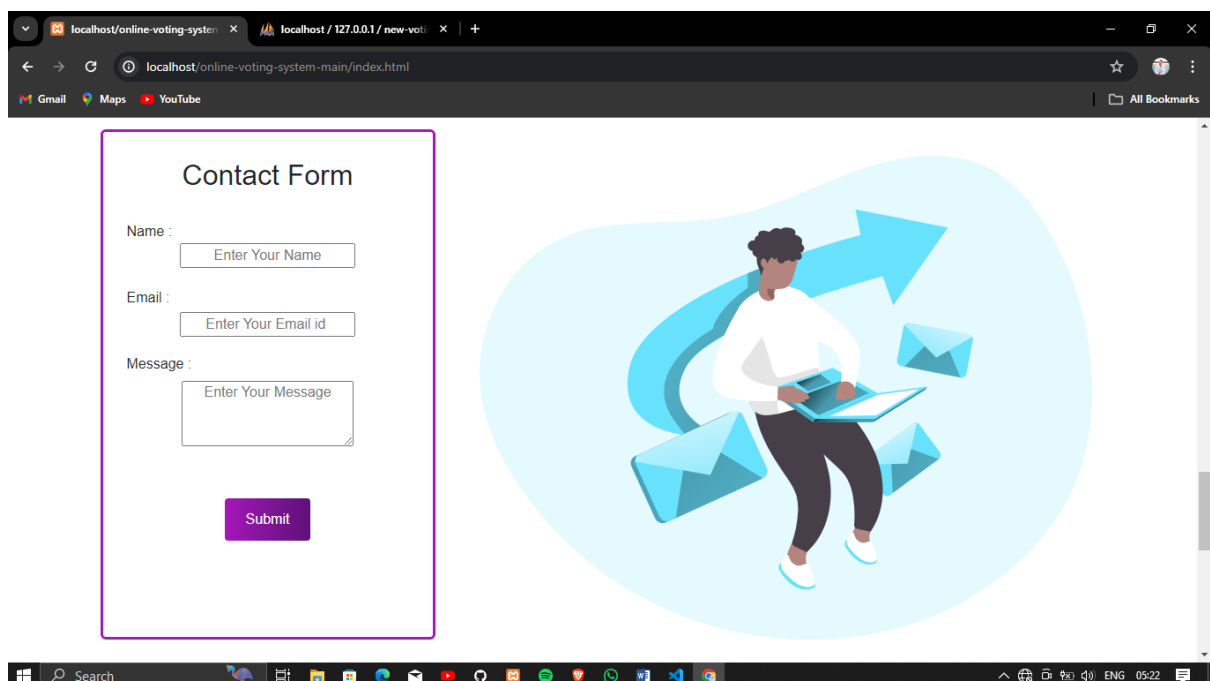 localhost/online-voting-system
localhost / 127.0.0.1 / new-voti
localhost/online-voting-system-main/index.html
Gmail Maps YouTube All Bookmarks
Contact Form
Name :
Enter Your Name
Email :
Enter Your Email id
Message :
Enter Your Message
Submit
Search
ENG 05:22